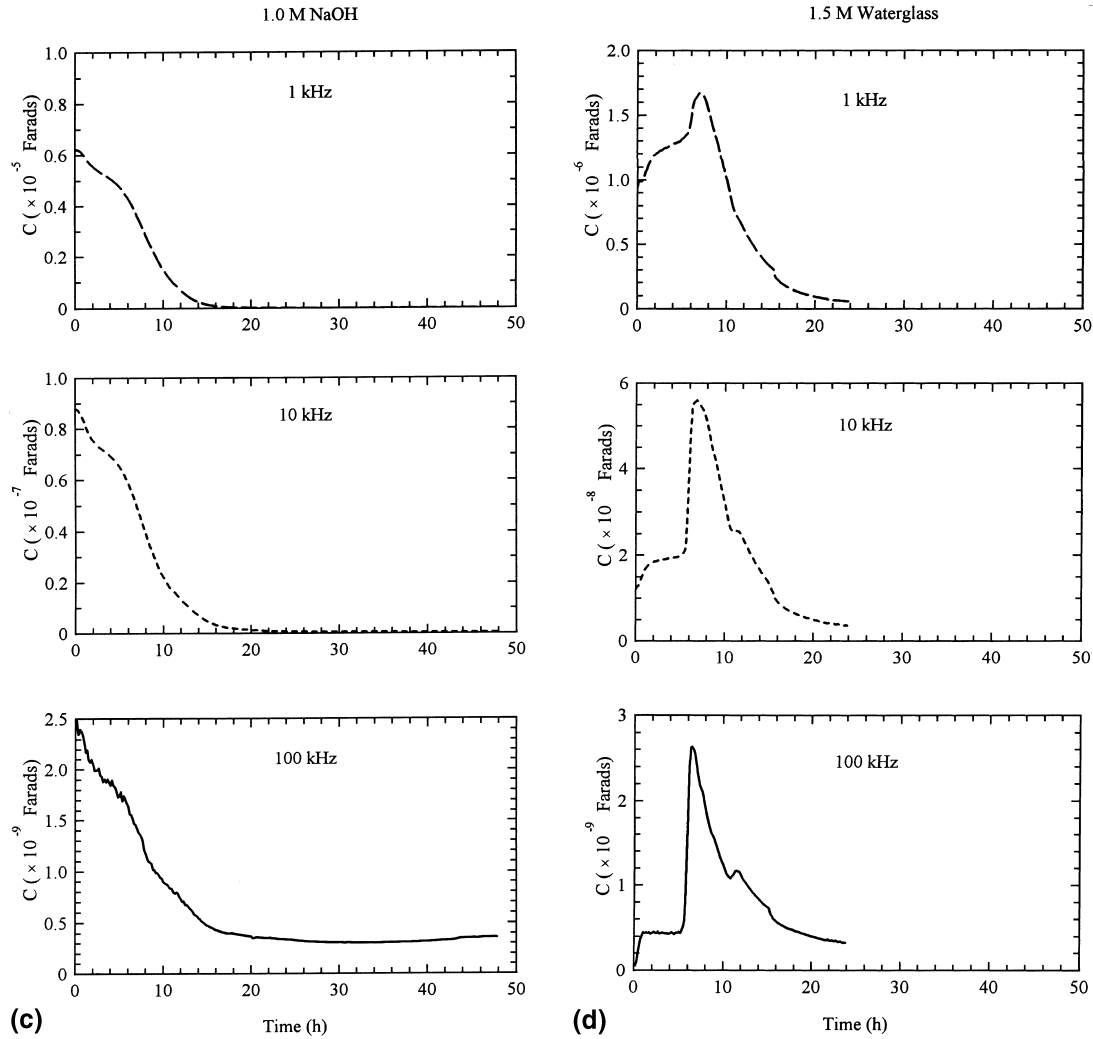 1.0 M NaOH
1.0
0.8
0.6
0.4
0.2
0
C ( × 10 -5 Farads)
1 kHz
0 10 20 30 40 50
1.0
0.8
0.6
0.4
0.2
0
C ( × 10 -7 Farads)
10 kHz
0 10 20 30 40 50
2.5
2.0
1.5
1.0
0.5
0
C ( × 10 -9 Farads)
100 kHz
0 10 20 30 40 50
(c)
Time (h)
1.5 M Waterglass
2.0
1.5
1.0
0.5
0
C ( × 10 -6 Farads)
1 kHz
0 10 20 30 40 50
6
4
2
0
C ( × 10 -8 Farads)
10 kHz
0 10 20 30 40 50
3
2
1
0
C ( × 10 -9 Farads)
100 kHz
0 10 20 30 40 50
(d)
Time (h)